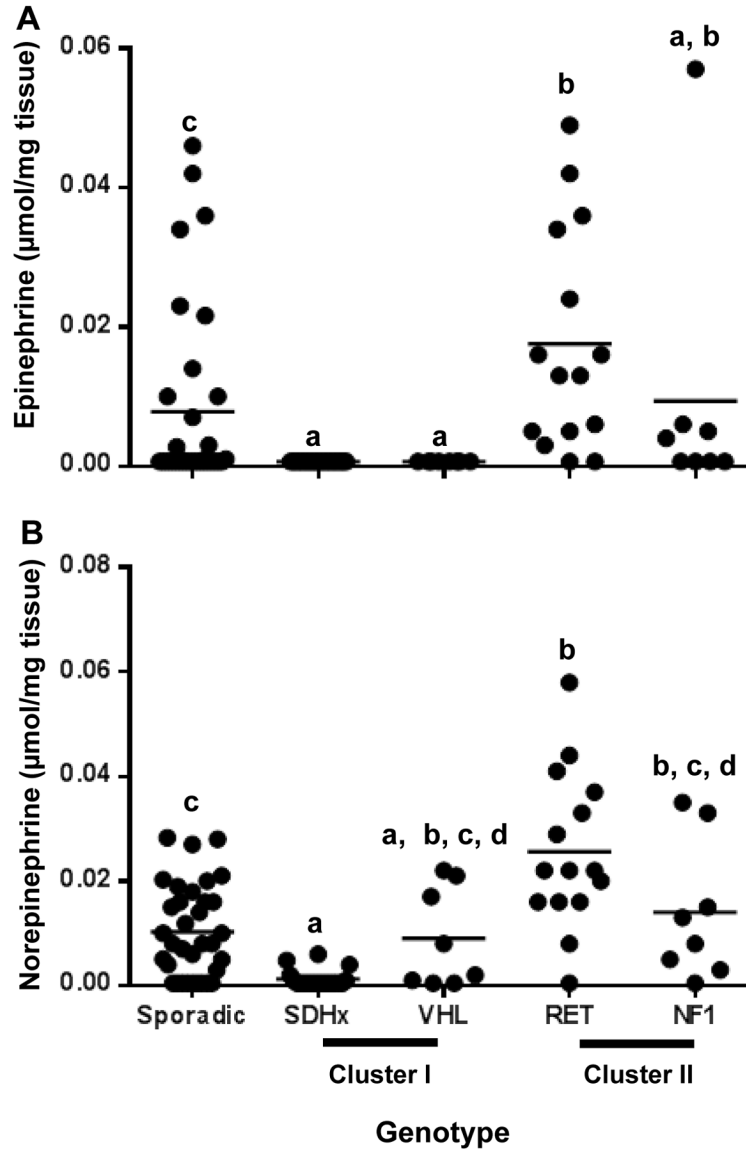 A
Epinephrine (µmol/mg tissue)
0.06
0.04
0.02
0.00
c
a
a
b
a, b
B
Norepinephrine (µmol/mg tissue)
0.08
0.06
0.04
0.02
0.00
c
a
a, b, c, d
b
b, c, d
Sporadic SDHx VHL RET NF1
Cluster I Cluster II
Genotype